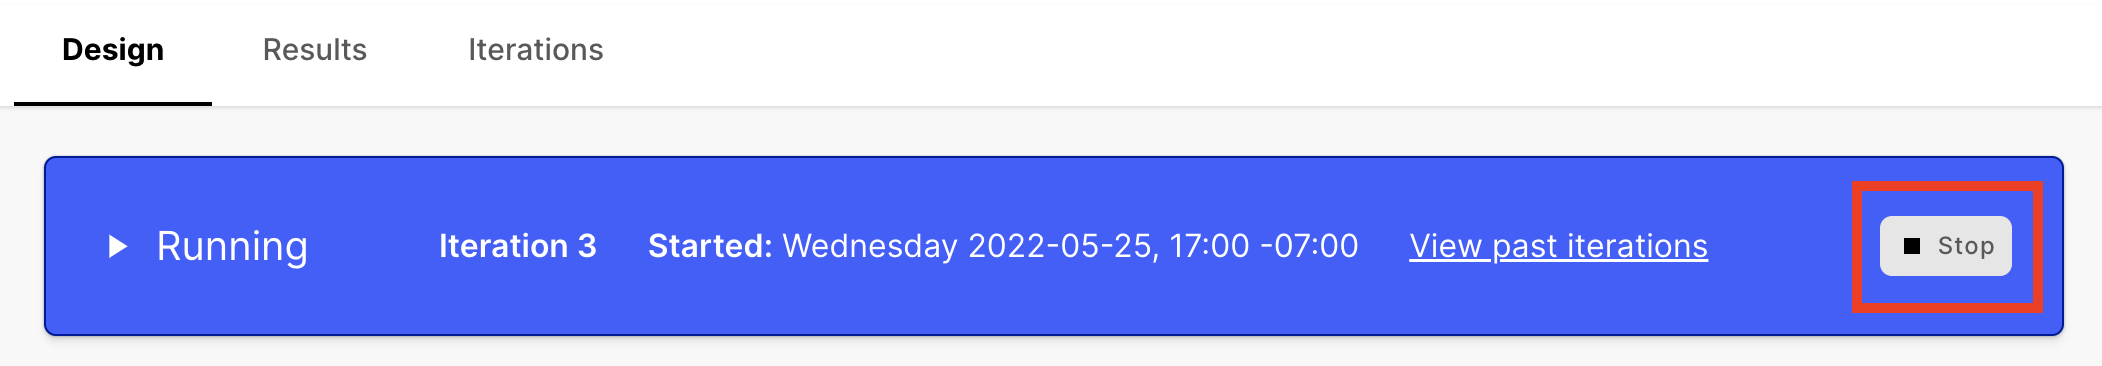 Design Results Iterations
Running Iteration 3 Started: Wednesday 2022-05-25, 17:00 -07:00 View past iterations Stop